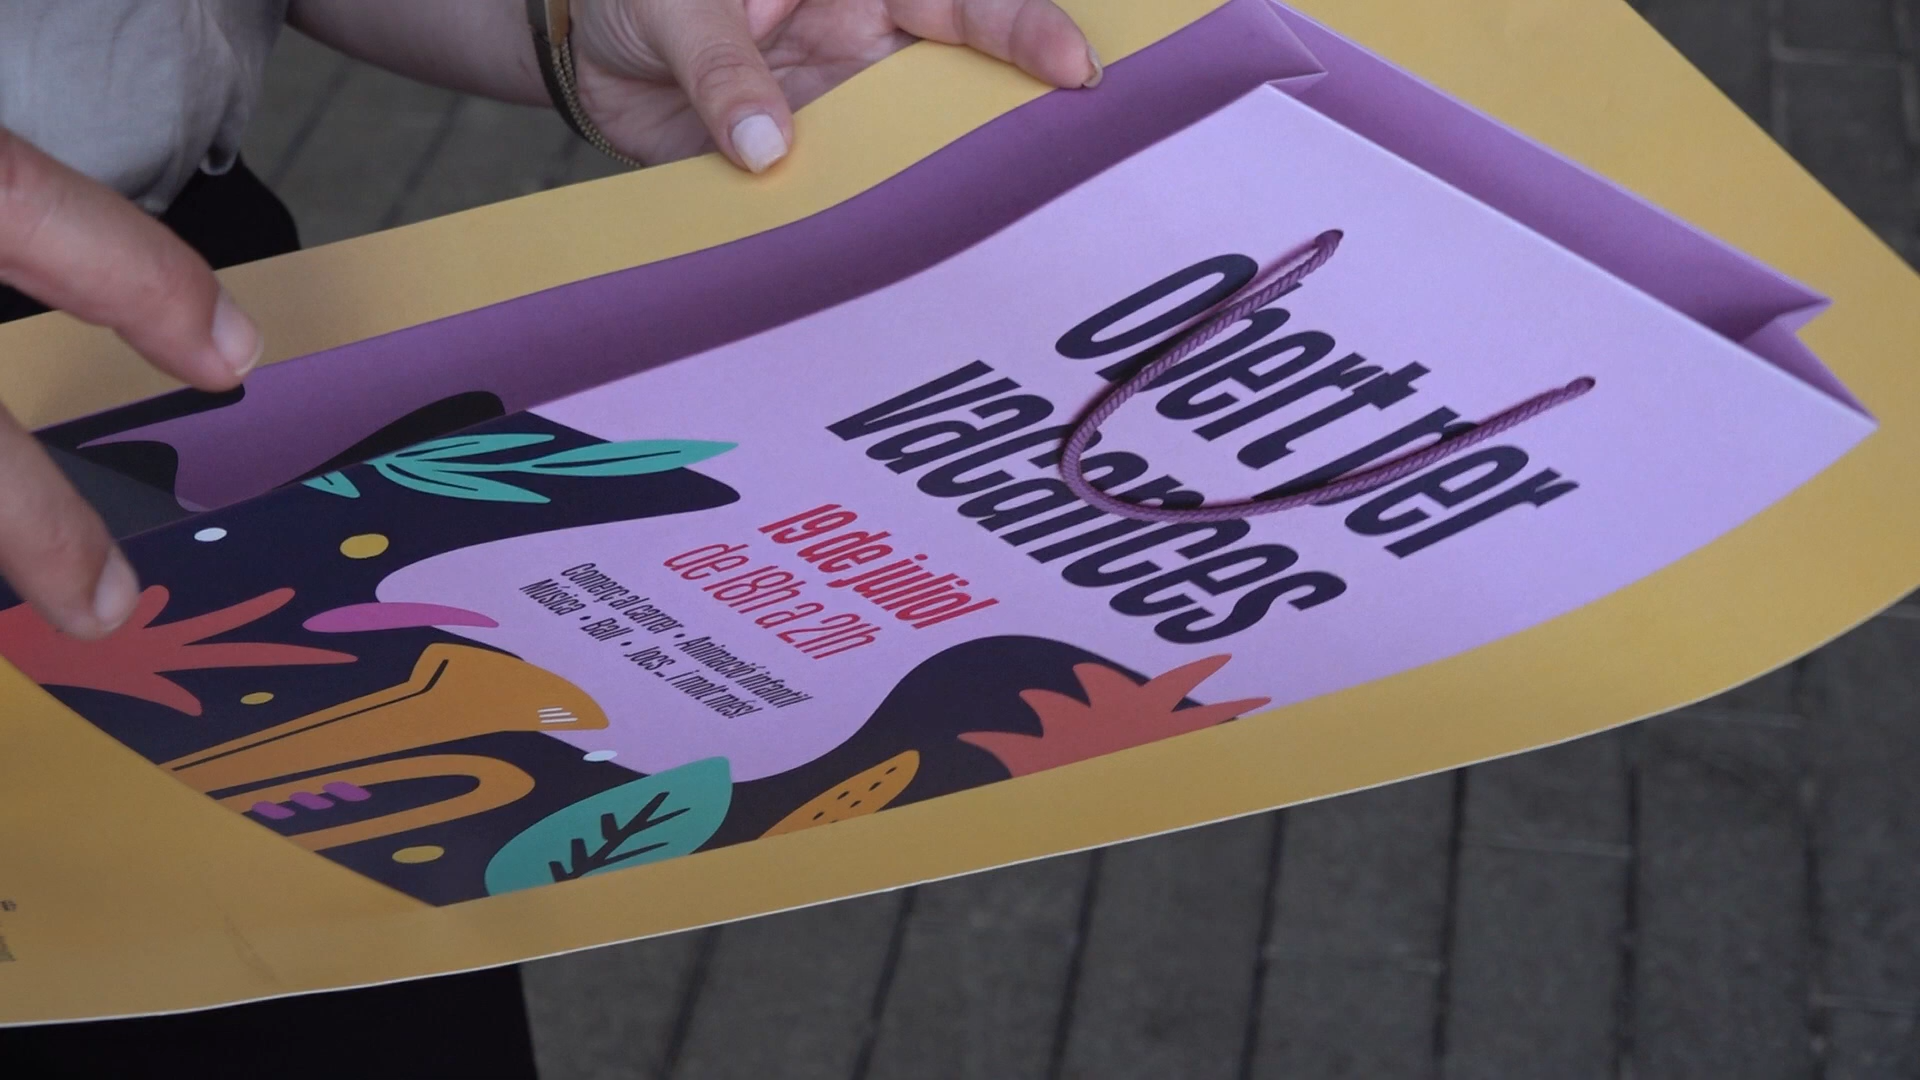 Obert per
vacances
19 de juliol
de 18h a 21h
Comerç al carrer • Animació infantil
Música • Ball • Jocs... i molt més!